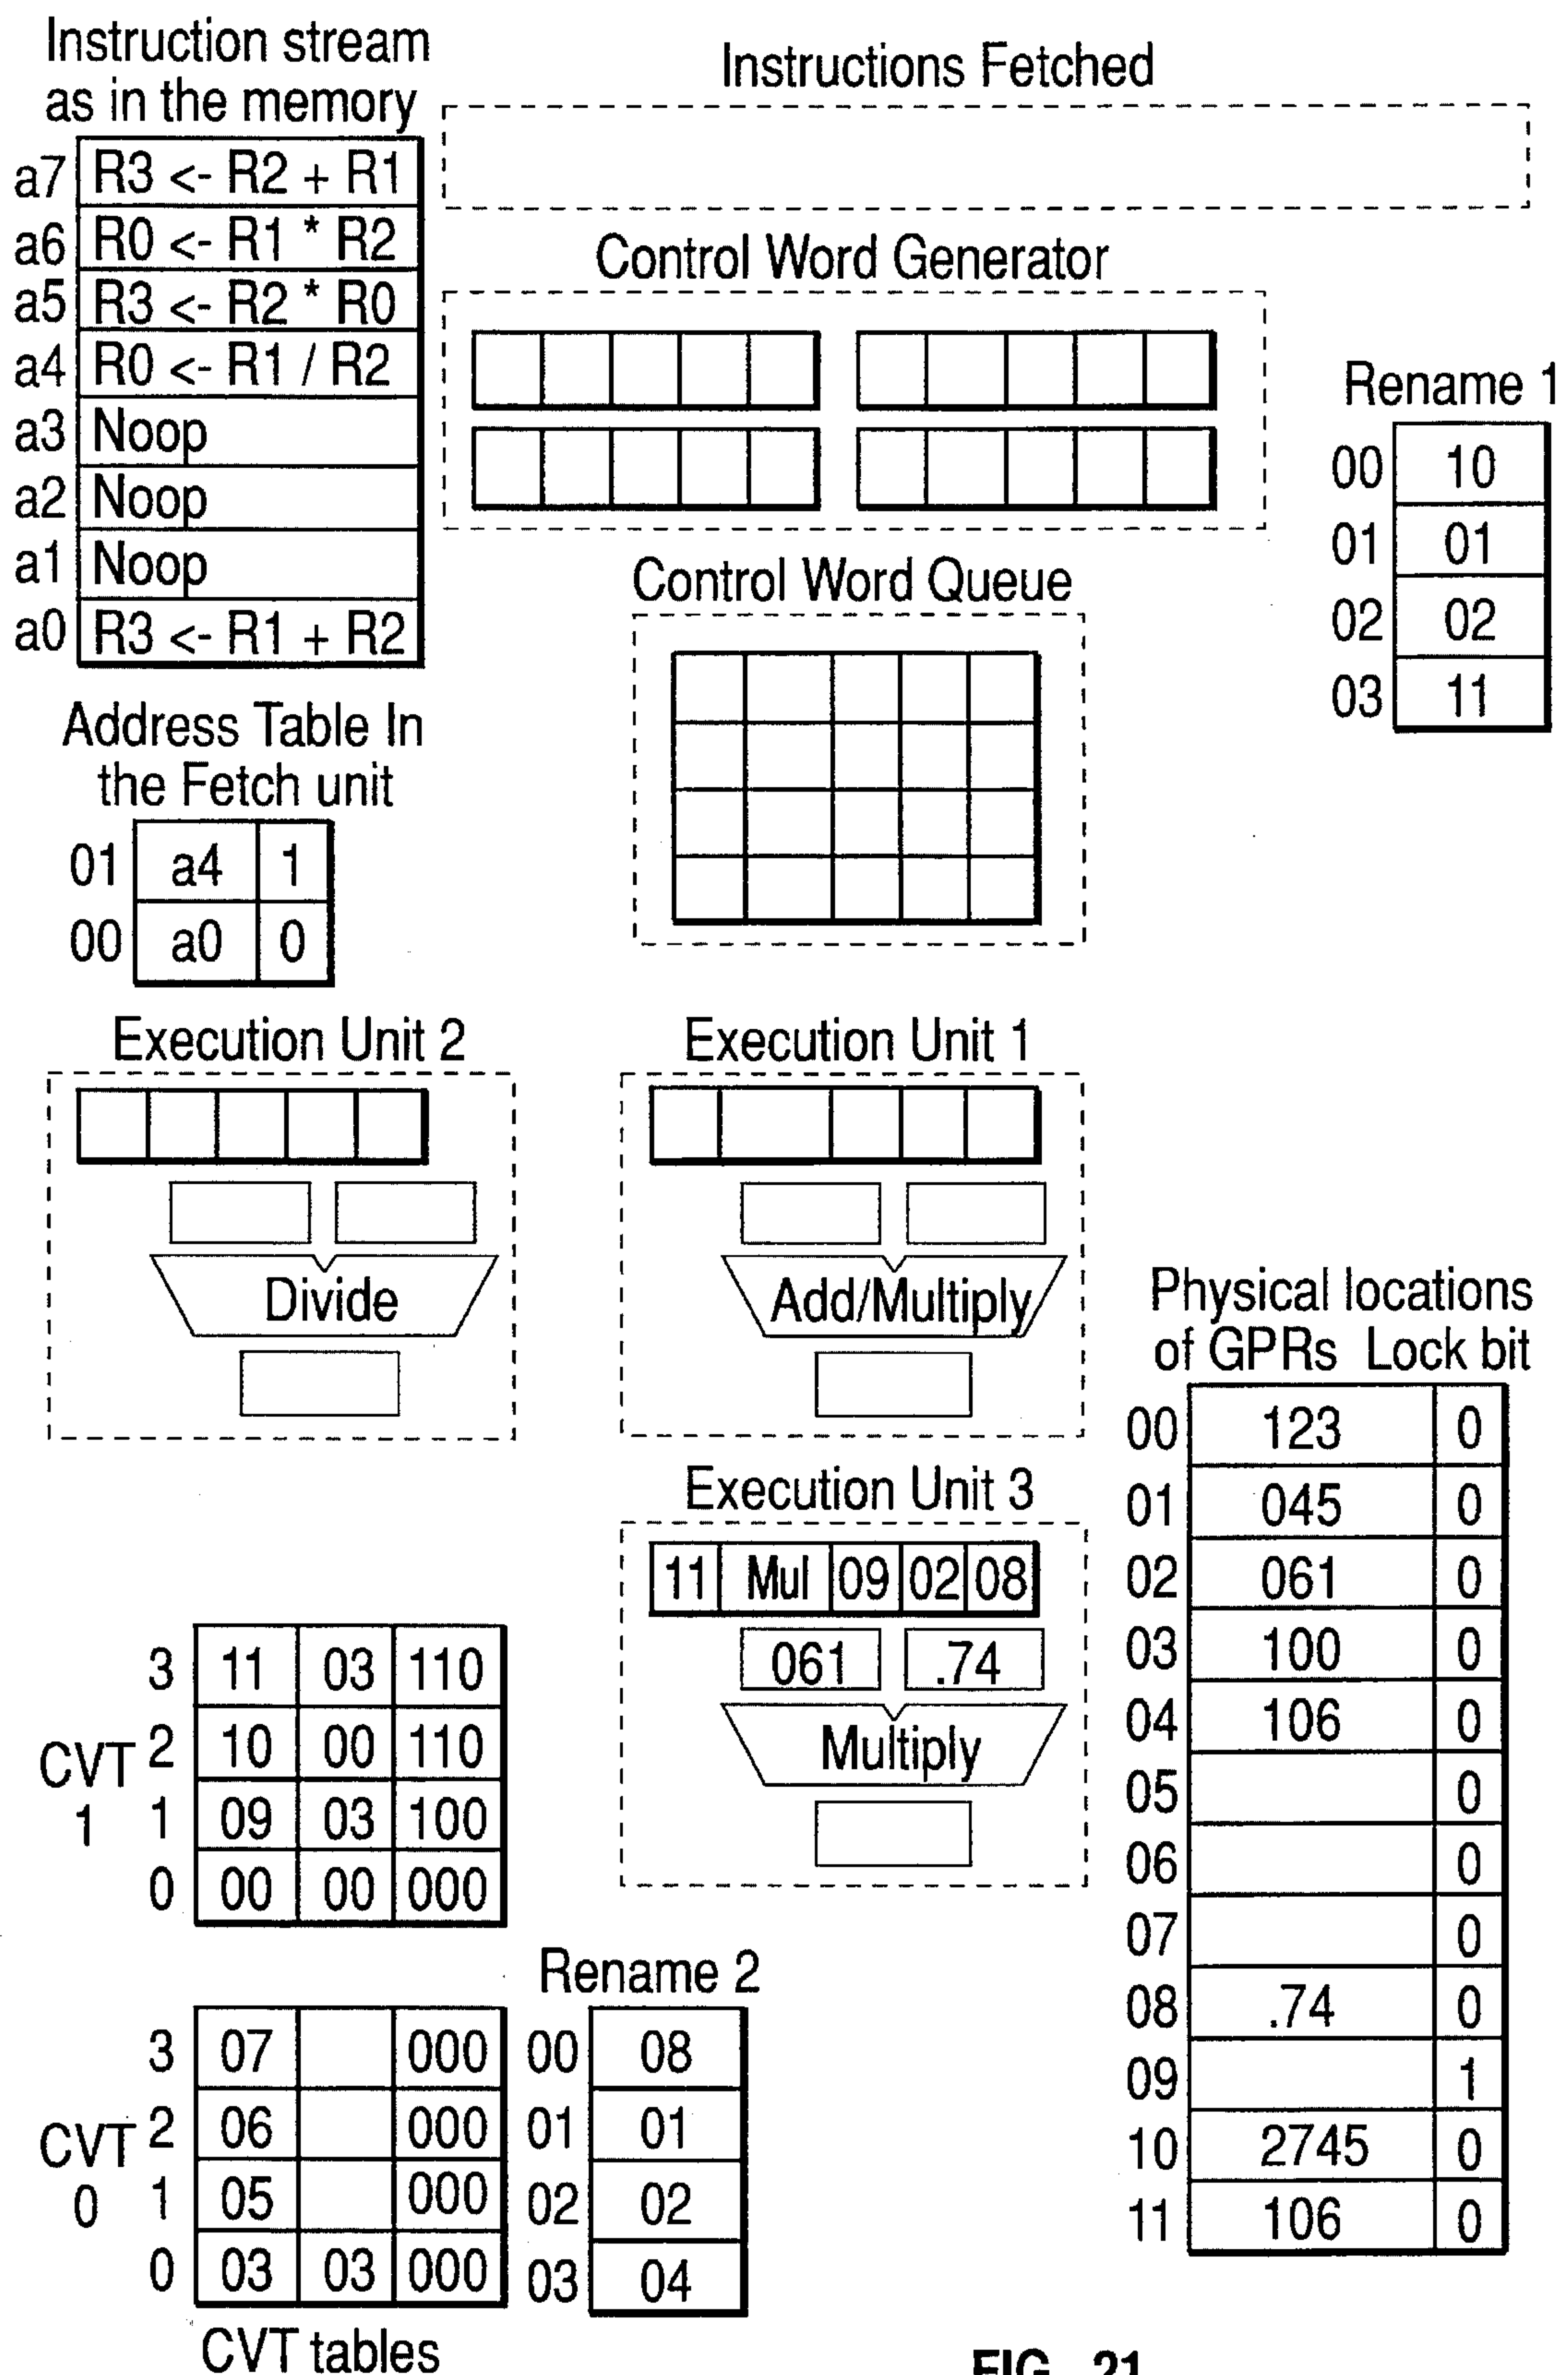 Instruction stream
as in the memory
a7 R3 <- R2 + R1
a6 R0 <- R1 * R2
a5 R3 <- R2 * R0
a4 R0 <- R1 / R2
a3 Noop
a2 Noop
a1 Noop
a0 R3 <- R1 + R2
Instructions Fetched
Control Word Generator
Rename 1
00 10
01 01
02 02
03 11
Control Word Queue
Address Table In
the Fetch unit
01 a4 1
00 a0 0
Execution Unit 2
Divide
Execution Unit 1
Add/Multiply
Execution Unit 3
11 Mul 09 02 08
061 .74
Multiply
Physical locations
of GPRs Lock bit
00 123 0
01 045 0
02 061 0
03 100 0
04 106 0
05 0
06 0
07 0
08 .74 0
09 1
10 2745 0
11 106 0
CVT
1
3 11 03 110
2 10 00 110
1 09 03 100
0 00 00 000
CVT
0
3 07 000
2 06 000
1 05 000
0 03 03 000
CVT tables
Rename 2
00 08
01 01
02 02
03 04
FIG. 21